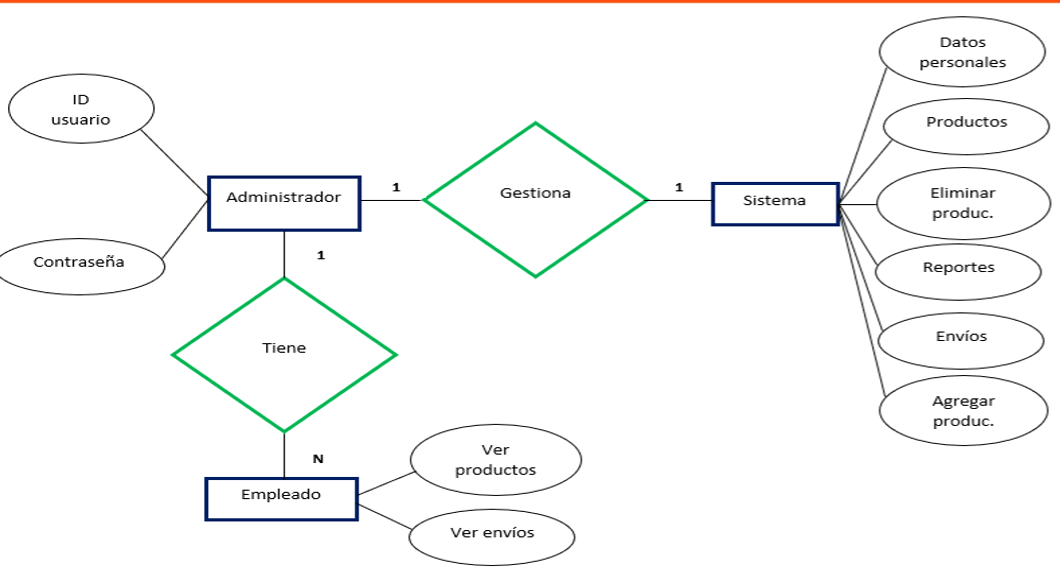 ID
usuario
Contraseña
Administrador
1
Gestiona
1
Sistema
Datos
personales
Productos
Eliminar
produc.
Reportes
Envíos
Agregar
produc.
1
Tiene
N
Empleado
Ver
productos
Ver envíos